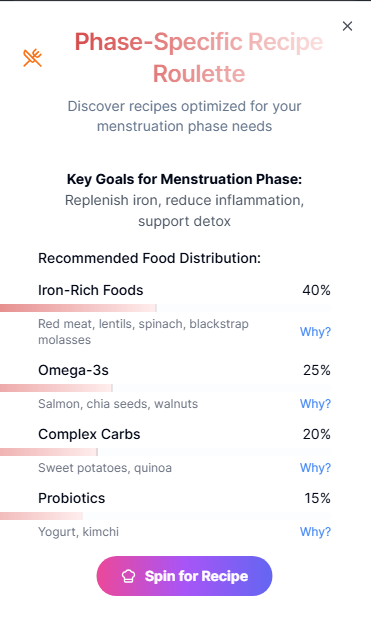 Phase-Specific Recipe
Roulette
Discover recipes optimized for your
menstruation phase needs
Key Goals for Menstruation Phase:
Replenish iron, reduce inflammation,
support detox
Recommended Food Distribution:
Iron-Rich Foods 40%
Red meat, lentils, spinach, blackstrap
molasses Why?
Omega-3s 25%
Salmon, chia seeds, walnuts Why?
Complex Carbs 20%
Sweet potatoes, quinoa Why?
Probiotics 15%
Yogurt, kimchi Why?
Spin for Recipe